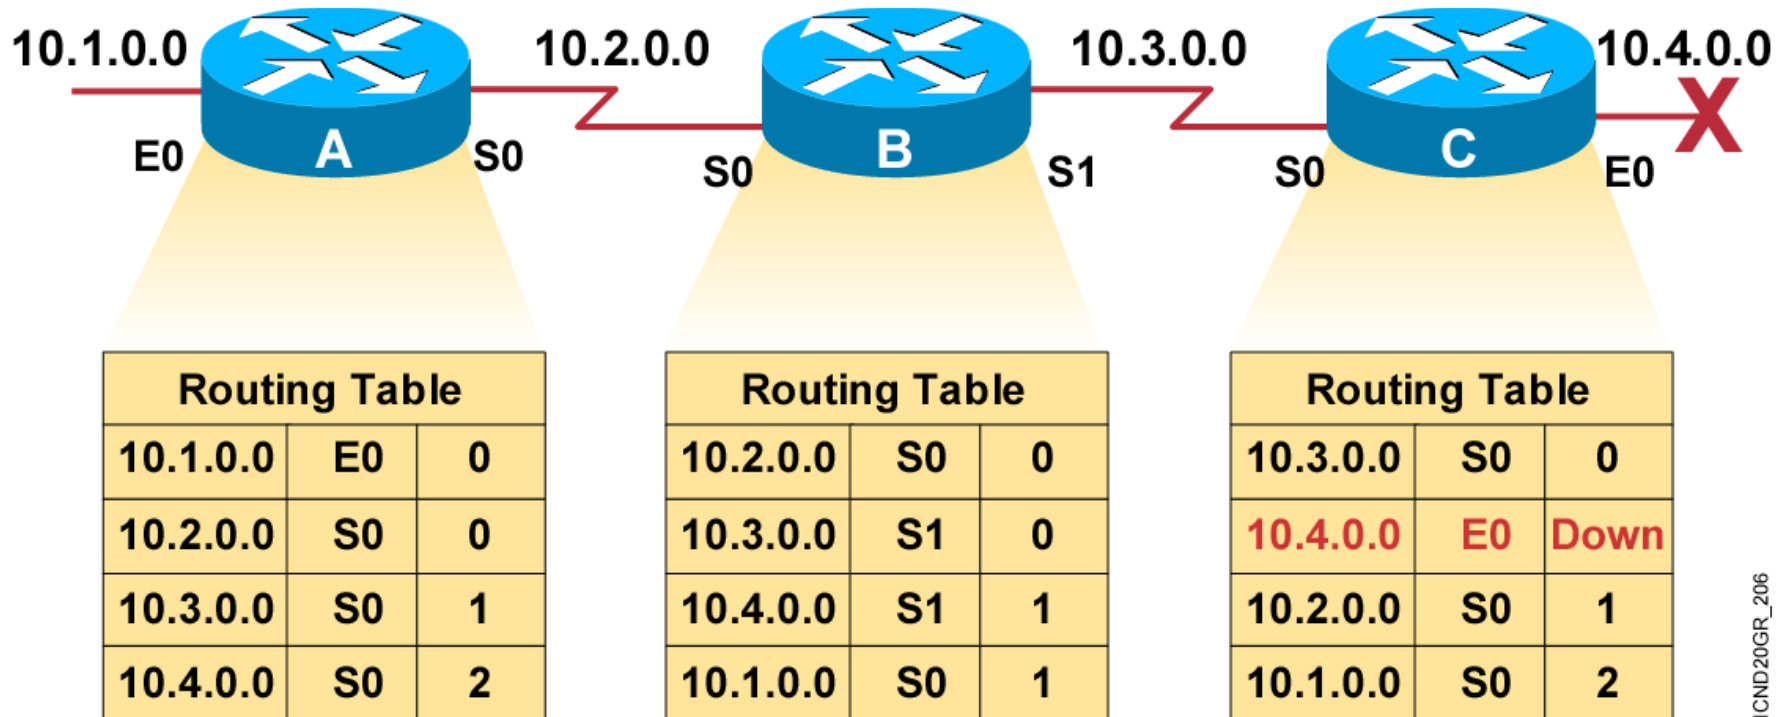 10.1.0.0 10.2.0.0 10.3.0.0 10.4.0.0
X
A B C
E0 S0 S0 S1 S0 E0
Routing Table
10.1.0.0 E0 0
10.2.0.0 S0 0
10.3.0.0 S0 1
10.4.0.0 S0 2
Routing Table
10.2.0.0 S0 0
10.3.0.0 S1 0
10.4.0.0 S1 1
10.1.0.0 S0 1
Routing Table
10.3.0.0 S0 0
10.4.0.0 E0 Down
10.2.0.0 S0 1
10.1.0.0 S0 2
ICND20GR_206